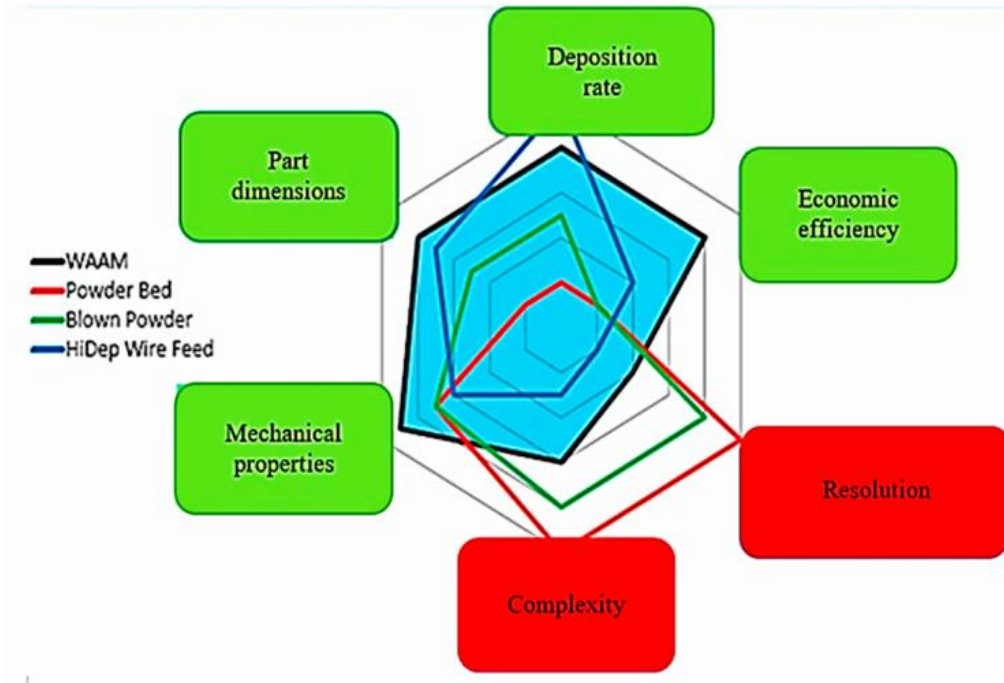 Deposition
rate
Part
dimensions
Economic
efficiency
WAAM
Powder Bed
Blown Powder
HiDep Wire Feed
Mechanical
properties
Resolution
Complexity